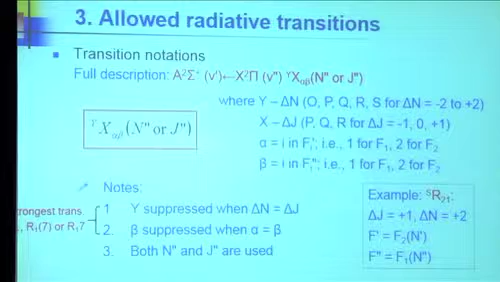 3. Allowed radiative transitions
Transition notations
Full description: A²Σ⁺ (v')←X²Π (v") ʸXαβ(N" or J")
where Y – ΔN (O, P, Q, R, S for ΔN = -2 to +2)
X – ΔJ (P, Q, R for ΔJ = -1, 0, +1)
ʸXαβ(N" or J")
α = i in Fᵢ'; i.e., 1 for F₁, 2 for F₂
β = i in Fᵢ"; i.e., 1 for F₁, 2 for F₂
Notes:
1 Y suppressed when ΔN = ΔJ
2. β suppressed when α = β
3. Both N" and J" are used
trongest trans.
, R₁(7) or R₁7
Example: ˢR₂₁:
ΔJ = +1, ΔN = +2
F' = F₂(N')
F" = F₁(N")